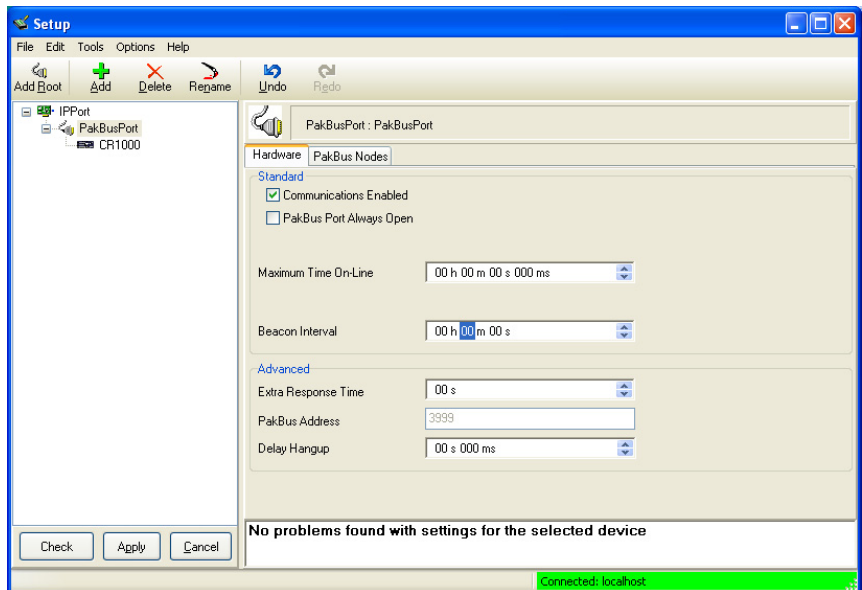 Setup
File Edit Tools Options Help
Add Root Add Delete Rename Undo Redo
IPPort
PakBusPort
CR1000
PakBusPort : PakBusPort
Hardware PakBus Nodes
Standard
Communications Enabled
PakBus Port Always Open
Maximum Time On-Line 00 h 00 m 00 s 000 ms
Beacon Interval 00 h 00 m 00 s
Advanced
Extra Response Time 00 s
PakBus Address 3999
Delay Hangup 00 s 000 ms
No problems found with settings for the selected device
Check Apply Cancel
Connected: localhost